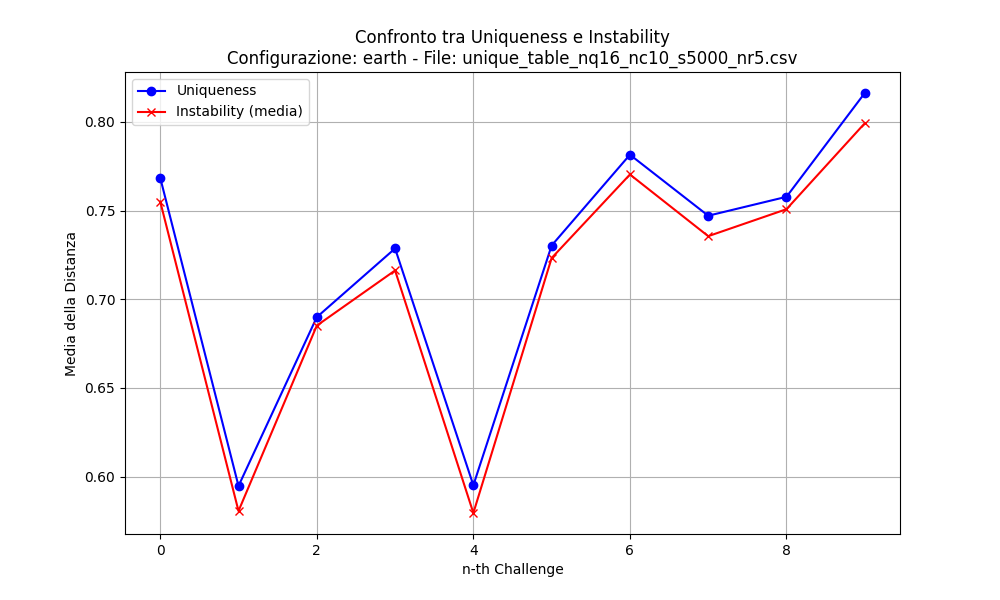 Confronto tra Uniqueness e Instability
Configurazione: earth - File: unique_table_nq16_nc10_s5000_nr5.csv
Uniqueness
Instability (media)
0.80
0.75
0.70
0.65
0.60
Media della Distanza
0 2 4 6 8
n-th Challenge